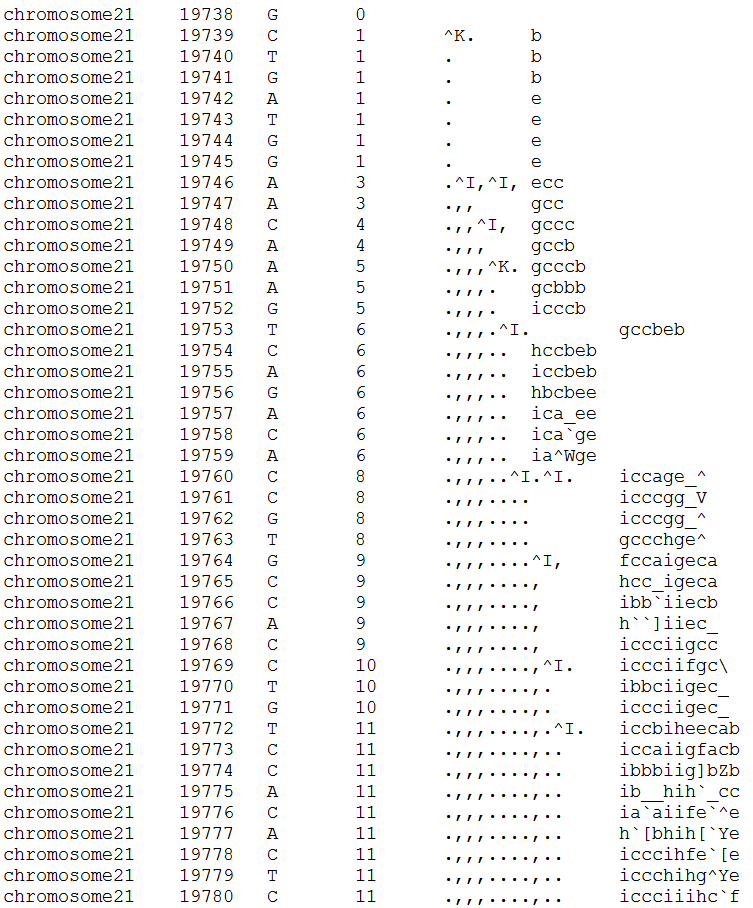 chromosome21 19738 G 0
chromosome21 19739 C 1 ^K. b
chromosome21 19740 T 1 . b
chromosome21 19741 G 1 . b
chromosome21 19742 A 1 . e
chromosome21 19743 T 1 . e
chromosome21 19744 G 1 . e
chromosome21 19745 G 1 . e
chromosome21 19746 A 3 .^I,^I, ecc
chromosome21 19747 A 3 .,, gcc
chromosome21 19748 C 4 .,,^I, gccc
chromosome21 19749 A 4 .,,, gccb
chromosome21 19750 A 5 .,,,^K. gcccb
chromosome21 19751 A 5 .,,,. gcbbb
chromosome21 19752 G 5 .,,,. icccb
chromosome21 19753 T 6 .,,,.^I. gccbeb
chromosome21 19754 C 6 .,,,.. hccbeb
chromosome21 19755 A 6 .,,,.. iccbeb
chromosome21 19756 G 6 .,,,.. hbcbee
chromosome21 19757 A 6 .,,,.. ica_ee
chromosome21 19758 C 6 .,,,.. ica`ge
chromosome21 19759 A 6 .,,,.. ia^Wge
chromosome21 19760 C 8 .,,,..^I.^I. iccage_^
chromosome21 19761 C 8 .,,,.... icccgg_V
chromosome21 19762 G 8 .,,,.... icccgg_^
chromosome21 19763 T 8 .,,,.... gccchge^
chromosome21 19764 G 9 .,,,....^I, fccaigeca
chromosome21 19765 C 9 .,,,...., hcc_igeca
chromosome21 19766 C 9 .,,,...., ibb`iiecb
chromosome21 19767 A 9 .,,,...., h``]iiec_
chromosome21 19768 C 9 .,,,...., iccciigcc
chromosome21 19769 C 10 .,,,....,^I. iccciifgc\
chromosome21 19770 T 10 .,,,....,. ibbciigec_
chromosome21 19771 G 10 .,,,....,. iccciigec_
chromosome21 19772 T 11 .,,,....,.^I. iccbiheecab
chromosome21 19773 C 11 .,,,....,.. iccaiigfacb
chromosome21 19774 C 11 .,,,....,.. ibbbiig]bZb
chromosome21 19775 A 11 .,,,....,.. ib__hih`_cc
chromosome21 19776 C 11 .,,,....,.. ia`aiife`^e
chromosome21 19777 A 11 .,,,....,.. h`[bhih[`Ye
chromosome21 19778 C 11 .,,,....,.. icccihfe`[e
chromosome21 19779 T 11 .,,,....,.. iccchihg^Ye
chromosome21 19780 C 11 .,,,....,.. iccciiihc`f